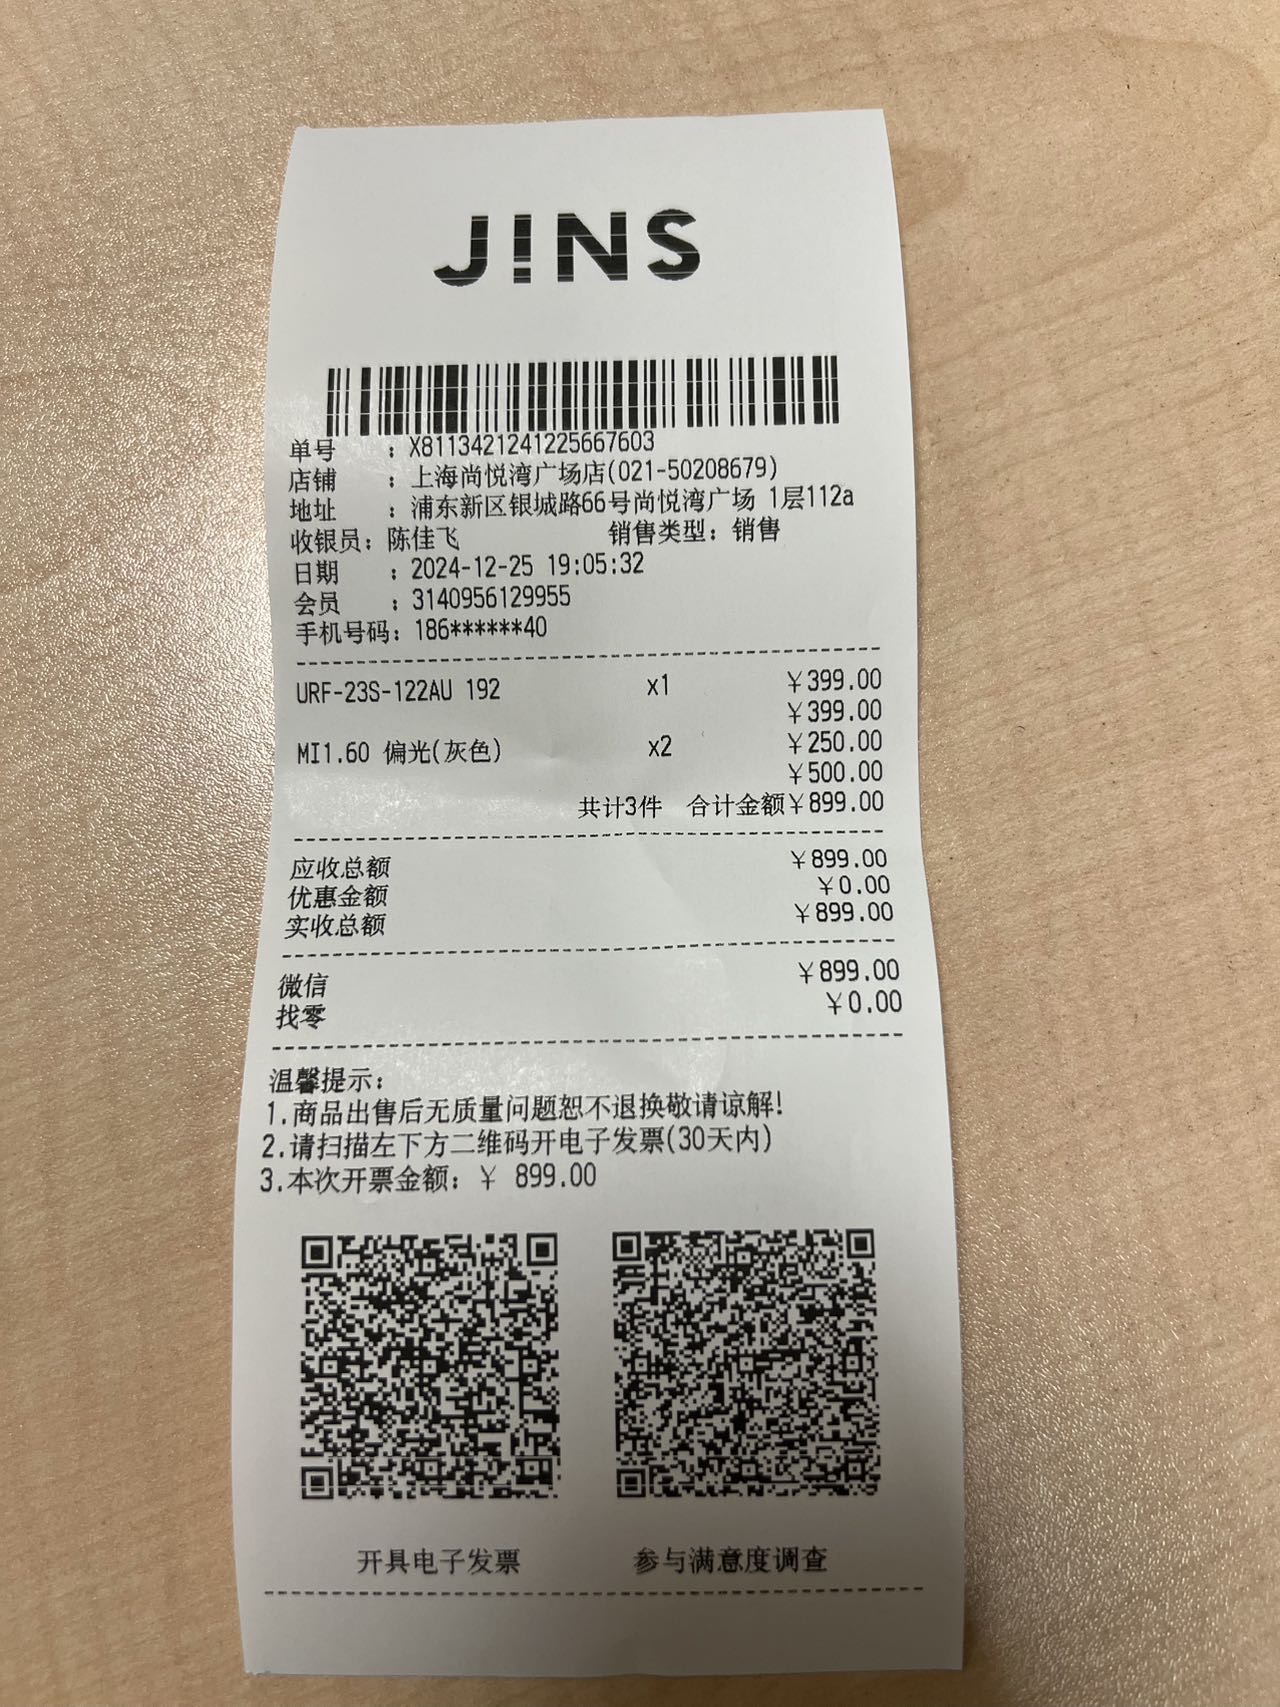 J!NS
单号 : X8113421241225667603
店铺 : 上海尚悦湾广场店(021-50208679)
地址 : 浦东新区银城路66号尚悦湾广场 1层112a
收银员: 陈佳飞 销售类型: 销售
日期 : 2024-12-25 19:05:32
会员 : 3140956129955
手机号码: 186******40
URF-23S-122AU 192 x1 ￥399.00
￥399.00
MI1.60 偏光(灰色) x2 ￥250.00
￥500.00
共计3件 合计金额￥899.00
应收总额 ￥899.00
优惠金额 ￥0.00
实收总额 ￥899.00
微信 ￥899.00
找零 ￥0.00
温馨提示:
1.商品出售后无质量问题恕不退换敬请谅解!
2.请扫描左下方二维码开电子发票(30天内)
3.本次开票金额: ￥ 899.00
开具电子发票 参与满意度调查